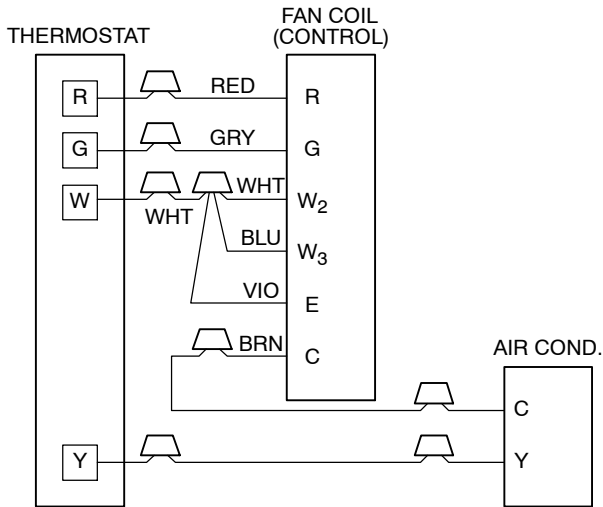 FAN COIL
(CONTROL)
THERMOSTAT
R
RED
R
G
GRY
G
W
WHT
WHT
W2
BLU
W3
VIO
E
BRN
C
AIR COND.
C
Y
Y